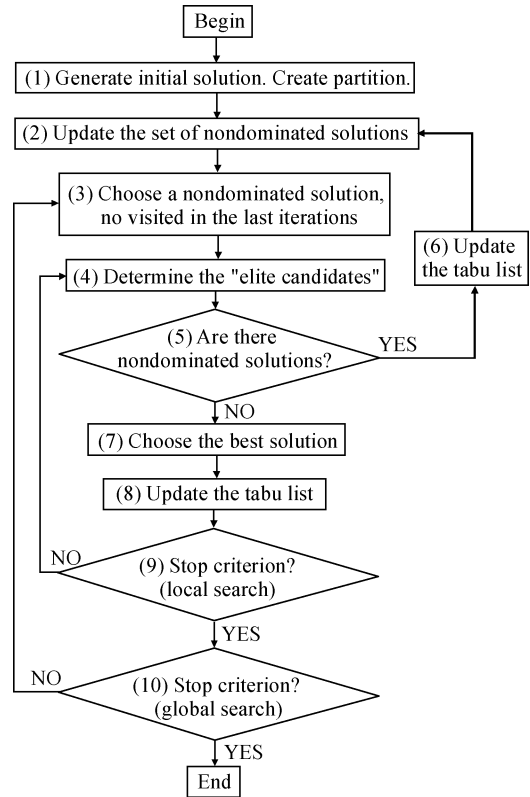 Begin
(1) Generate initial solution. Create partition.
(2) Update the set of nondominated solutions
(3) Choose a nondominated solution,
no visited in the last iterations
(6) Update
the tabu list
(4) Determine the "elite candidates"
(5) Are there
nondominated solutions?
YES
NO
(7) Choose the best solution
(8) Update the tabu list
NO
(9) Stop criterion?
(local search)
YES
NO
(10) Stop criterion?
(global search)
YES
End